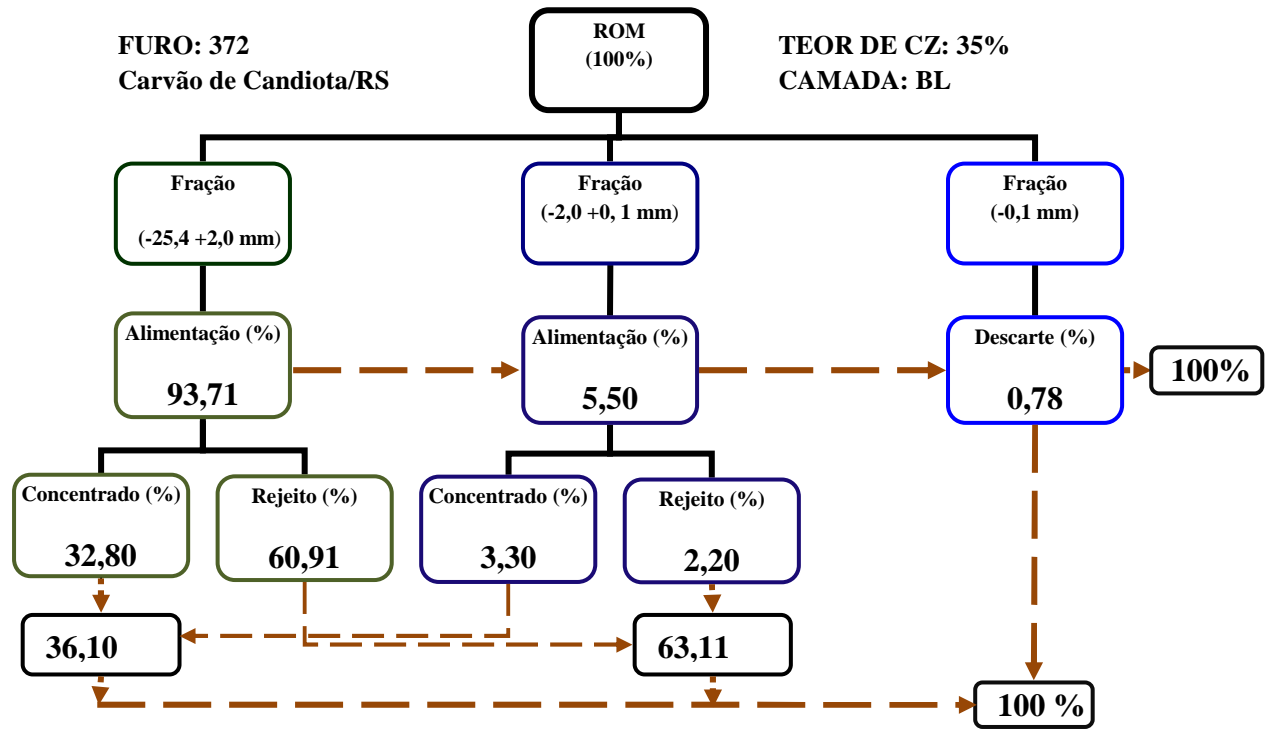 FURO: 372
Carvão de Candiota/RS
ROM
(100%)
TEOR DE CZ: 35%
CAMADA: BL
Fração
(-25,4 +2,0 mm)
Fração
(-2,0 +0, 1 mm)
Fração
(-0,1 mm)
Alimentação (%)
93,71
Alimentação (%)
5,50
Descarte (%)
0,78
100%
Concentrado (%)
32,80
Rejeito (%)
60,91
Concentrado (%)
3,30
Rejeito (%)
2,20
36,10
63,11
100 %